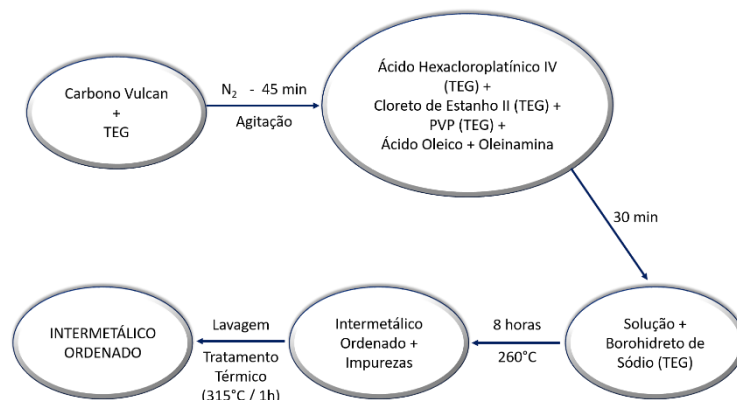 Carbono Vulcan
+
TEG
N₂ - 45 min
Agitação
Ácido Hexacloroplatínico IV
(TEG) +
Cloreto de Estanho II (TEG) +
PVP (TEG) +
Ácido Oleico + Oleinamina
30 min
Solução +
Borohidreto de
Sódio (TEG)
8 horas
260°C
Intermetálico
Ordenado +
Impurezas
Lavagem
Tratamento
Térmico
(315°C / 1h)
INTERMETÁLICO
ORDENADO